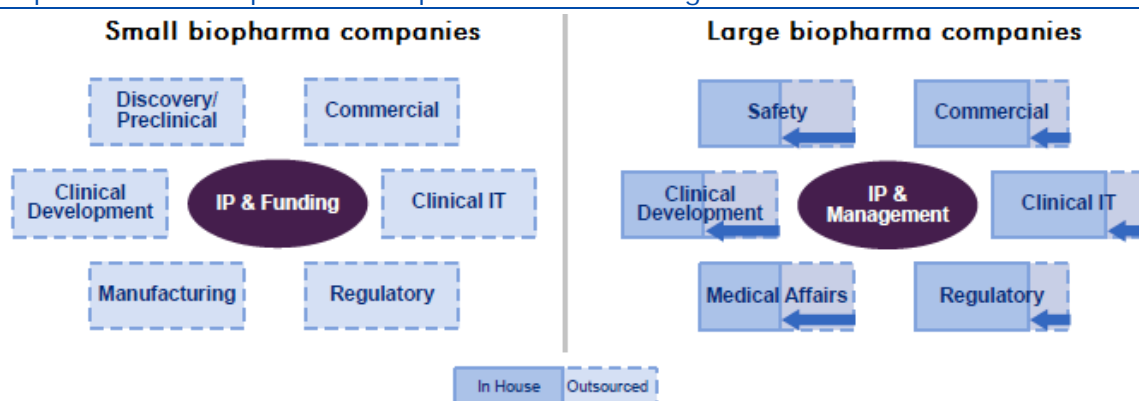 Small biopharma companies
Large biopharma companies
Discovery/
Preclinical
Commercial
Clinical
Development
IP & Funding
Clinical IT
Manufacturing
Regulatory
Safety
Commercial
Clinical
Development
IP &
Management
Clinical IT
Medical Affairs
Regulatory
In House
Outsourced